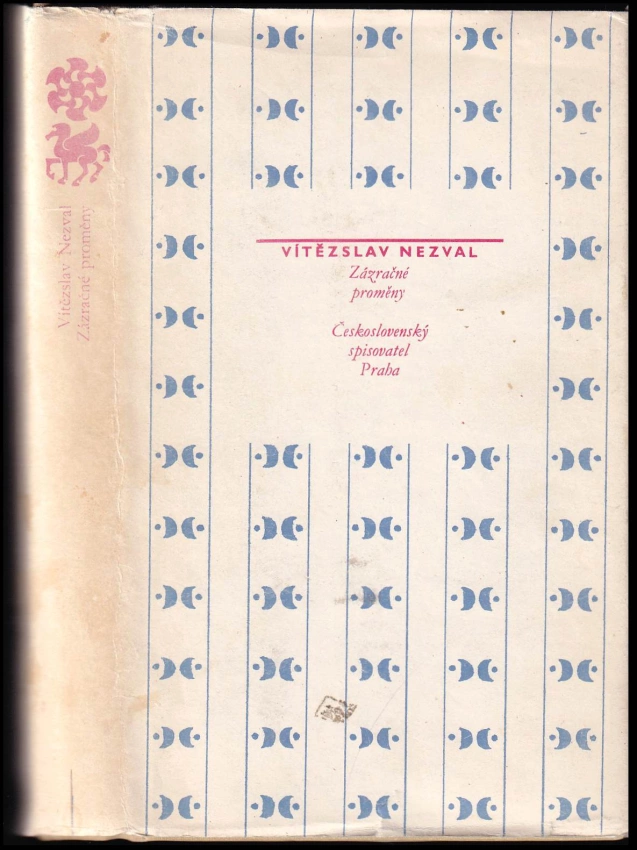 Vítězslav Nezval
Zázračné proměny
VÍTĚZSLAV NEZVAL
Zázračné
proměny
Československý
spisovatel
Praha